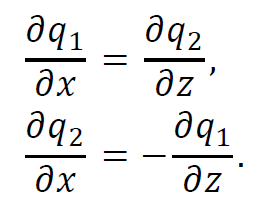 ∂q₁/∂x = ∂q₂/∂z,
∂q₂/∂x = −∂q₁/∂z.